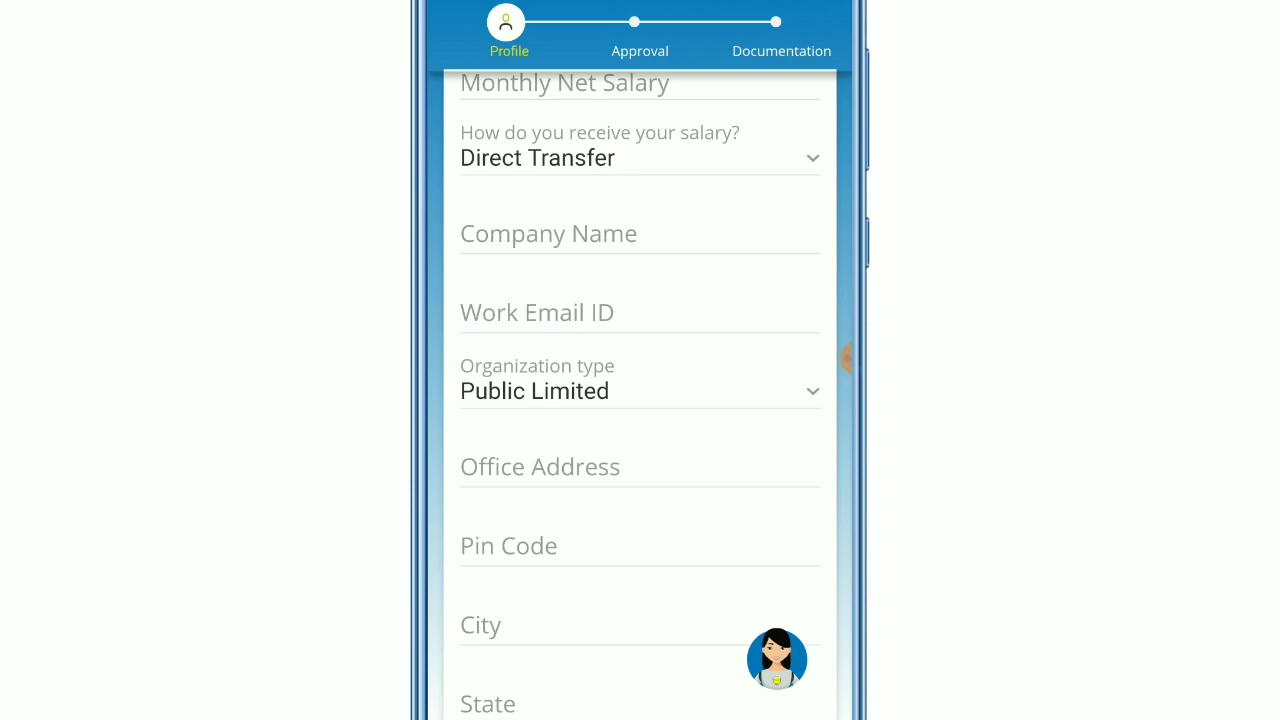 Profile
Approval
Documentation
Monthly Net Salary
How do you receive your salary?
Direct Transfer
Company Name
Work Email ID
Organization type
Public Limited
Office Address
Pin Code
City
State